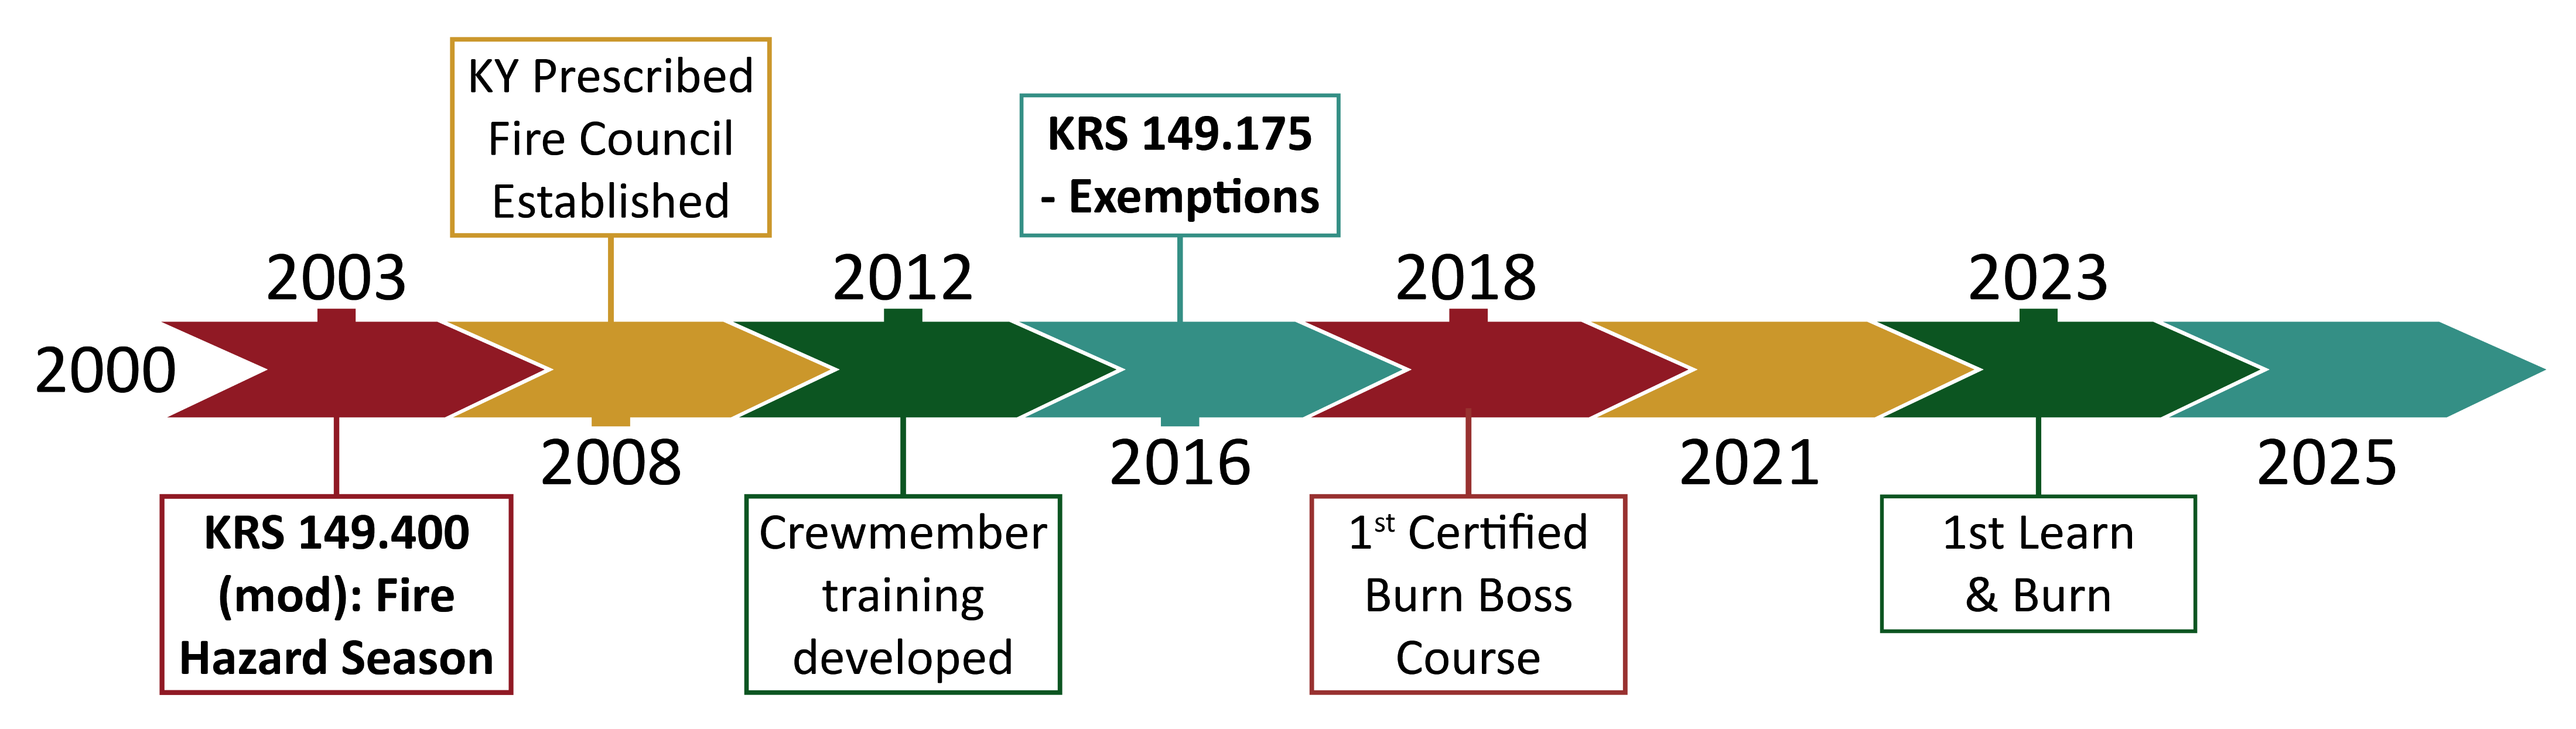 KY Prescribed
Fire Council
Established
KRS 149.175
- Exemptions
2003
2012
2018
2023
2000
2008
2016
2021
2025
KRS 149.400
(mod): Fire
Hazard Season
Crewmember
training
developed
1st Certified
Burn Boss
Course
1st Learn
& Burn